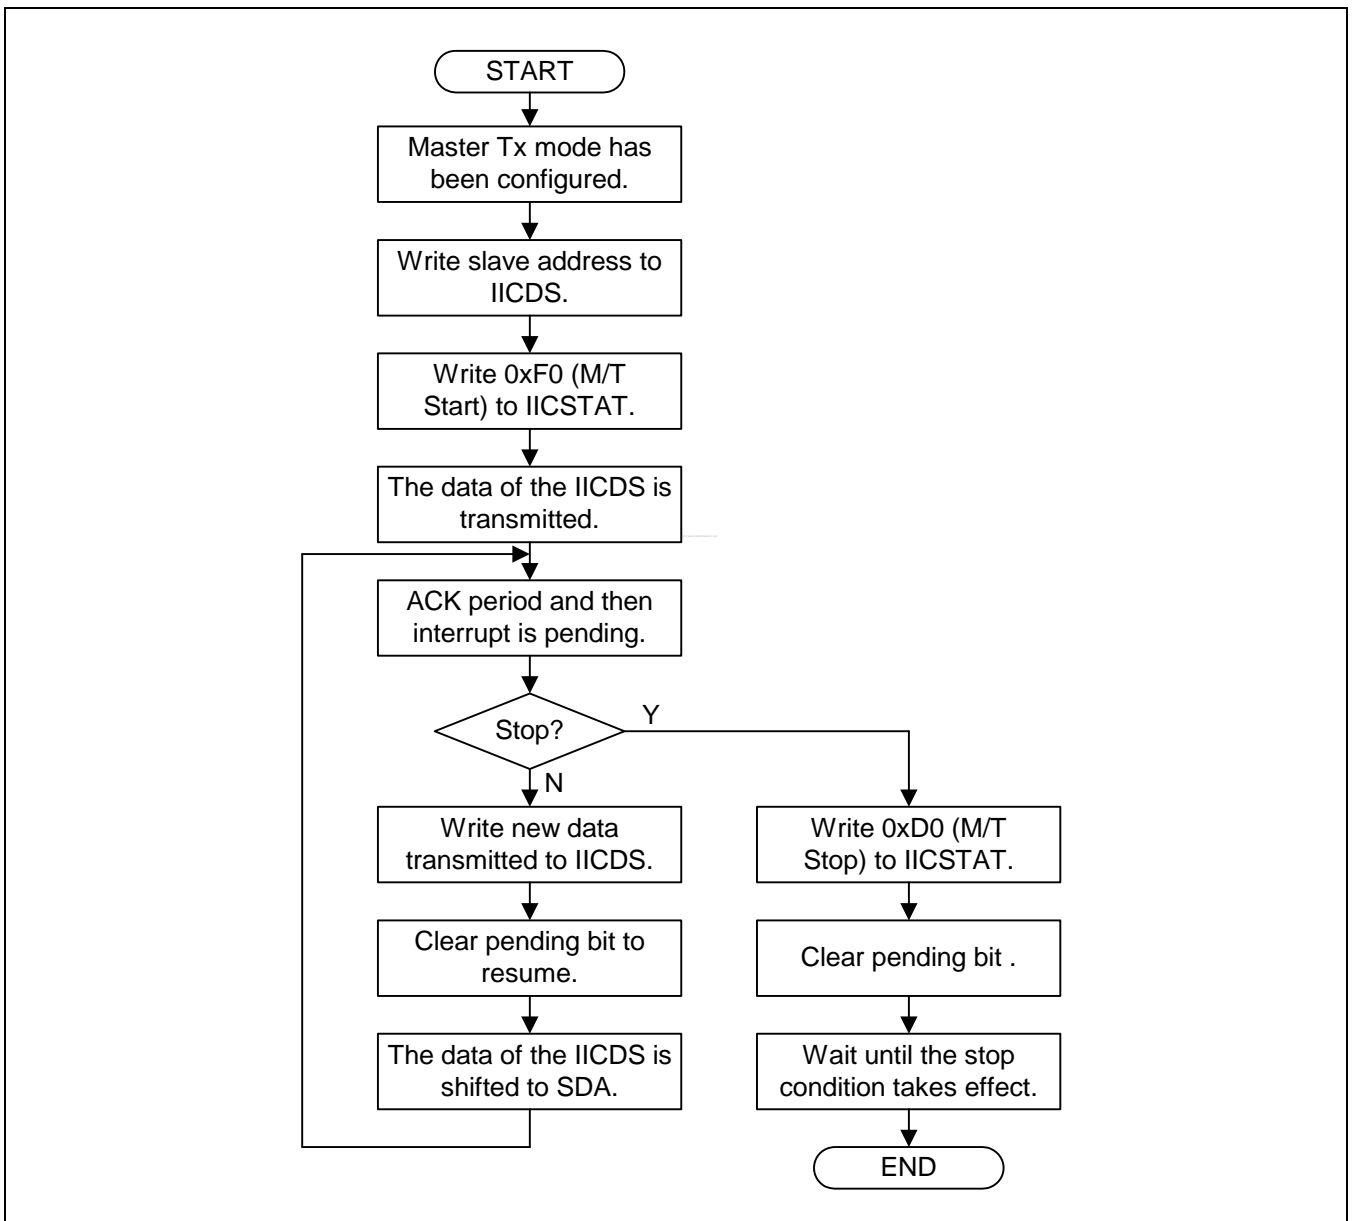 START
Master Tx mode has
been configured.
Write slave address to
IICDS.
Write 0xF0 (M/T
Start) to IICSTAT.
The data of the IICDS is
transmitted.
ACK period and then
interrupt is pending.
Stop?
Y
N
Write new data
transmitted to IICDS.
Clear pending bit to
resume.
The data of the IICDS is
shifted to SDA.
Write 0xD0 (M/T
Stop) to IICSTAT.
Clear pending bit .
Wait until the stop
condition takes effect.
END